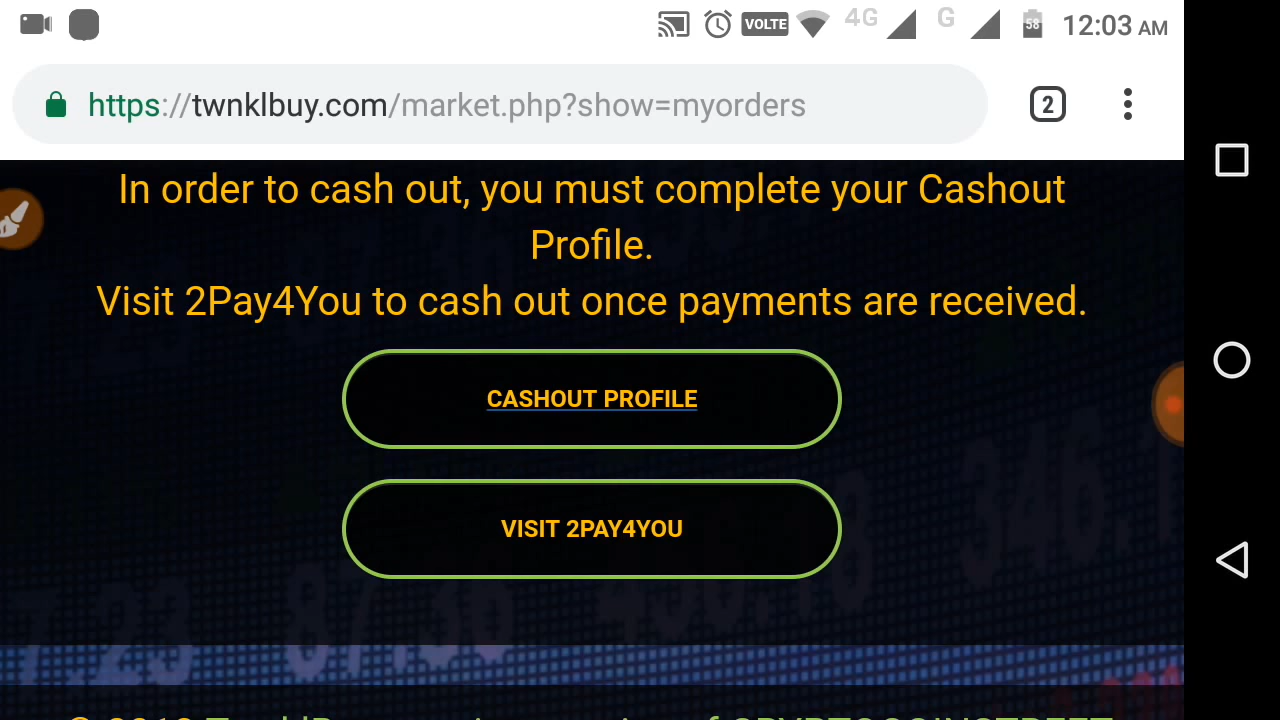 4G
G
VOLTE
58
12:03 AM
https://twnklbuy.com/market.php?show=myorders
2
In order to cash out, you must complete your Cashout
Profile.
Visit 2Pay4You to cash out once payments are received.
CASHOUT PROFILE
VISIT 2PAY4YOU